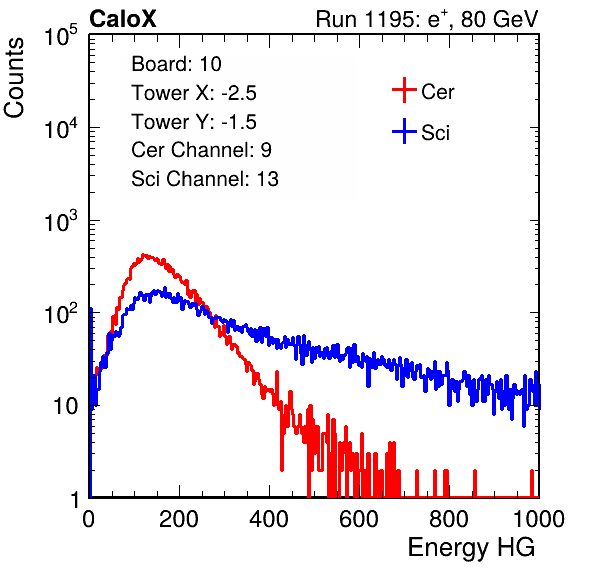 CaloX Run 1195: e⁺, 80 GeV
Counts
10⁵
10⁴
10³
10²
10
1
Board: 10
Tower X: -2.5
Tower Y: -1.5
Cer Channel: 9
Sci Channel: 13
Cer
Sci
0 200 400 600 800 1000
Energy HG